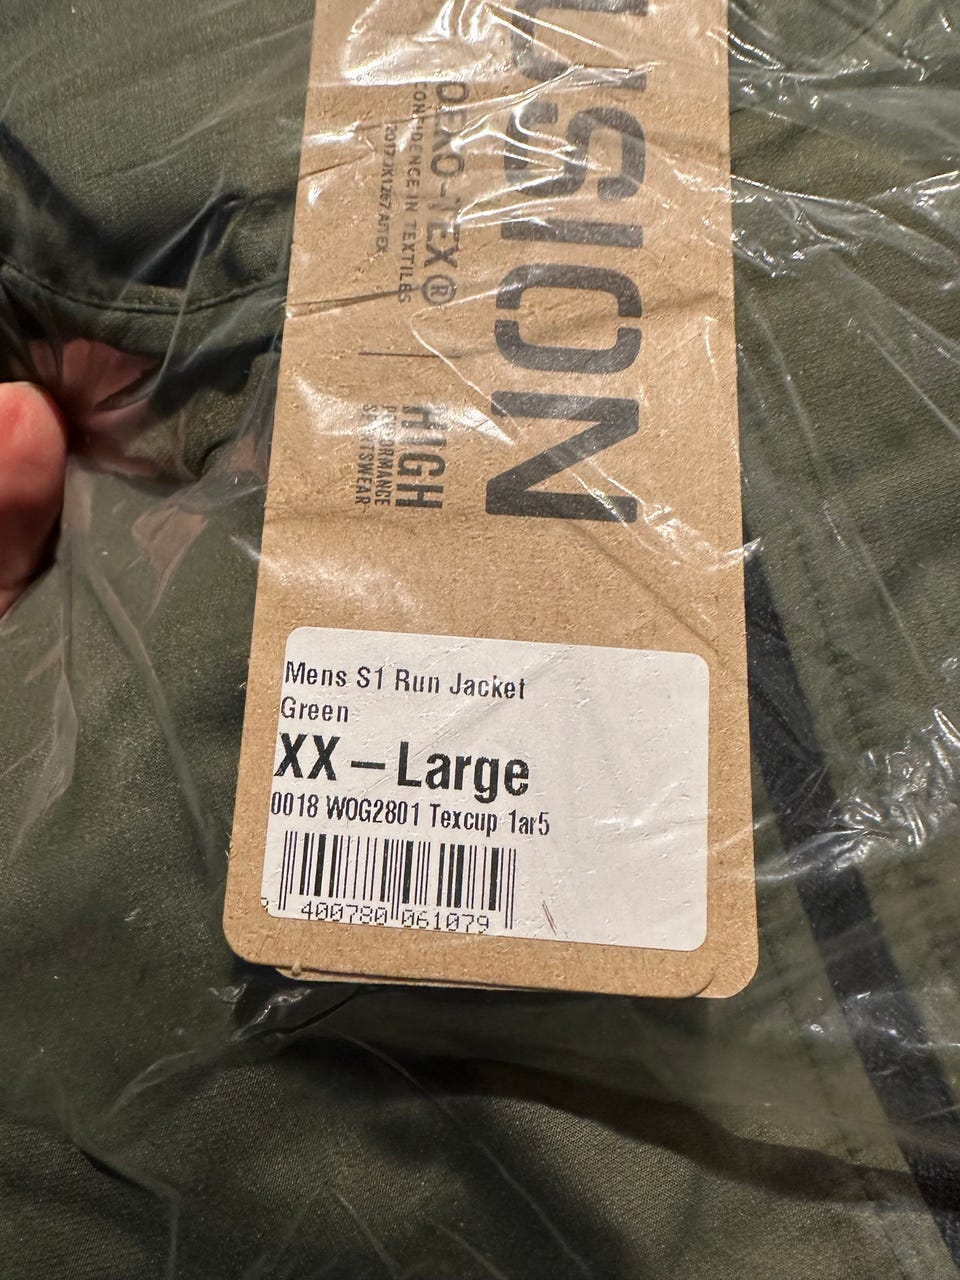 USION
OEKO-TEX®
CONFIDENCE IN TEXTILES
HIGH
PERFORMANCE
SPORTSWEAR
Mens S1 Run Jacket
Green
XX – Large
0018 WOG2801 Texcup 1ar5
400780 061079